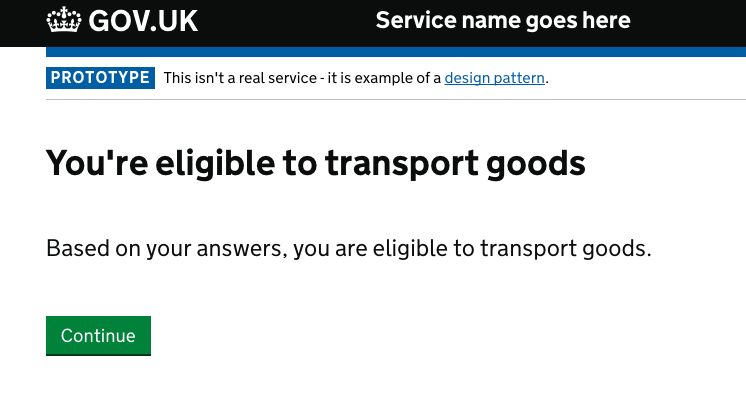 GOV.UK Service name goes here
PROTOTYPE This isn't a real service - it is example of a design pattern.
You're eligible to transport goods
Based on your answers, you are eligible to transport goods.
Continue